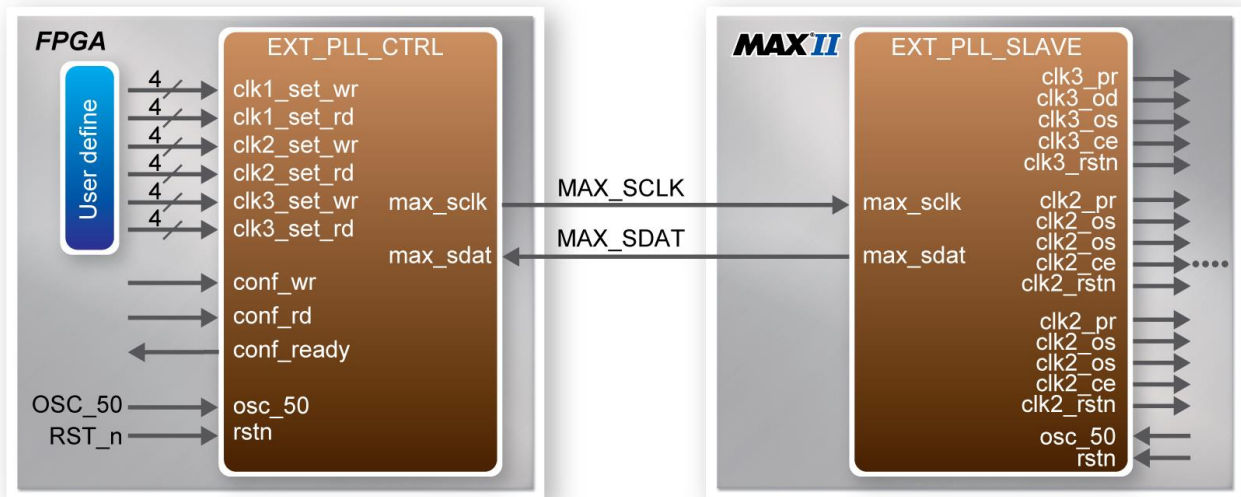 FPGA
User define
EXT_PLL_CTRL
4
clk1_set_wr
4
clk1_set_rd
4
clk2_set_wr
4
clk2_set_rd
4
clk3_set_wr
4
clk3_set_rd
max_sclk
max_sdat
conf_wr
conf_rd
conf_ready
OSC_50
osc_50
RST_n
rstn
MAX_SCLK
MAX_SDAT
MAX II
EXT_PLL_SLAVE
max_sclk
max_sdat
clk3_pr
clk3_od
clk3_os
clk3_ce
clk3_rstn
clk2_pr
clk2_os
clk2_os
clk2_ce
clk2_rstn
clk2_pr
clk2_os
clk2_os
clk2_ce
clk2_rstn
osc_50
rstn